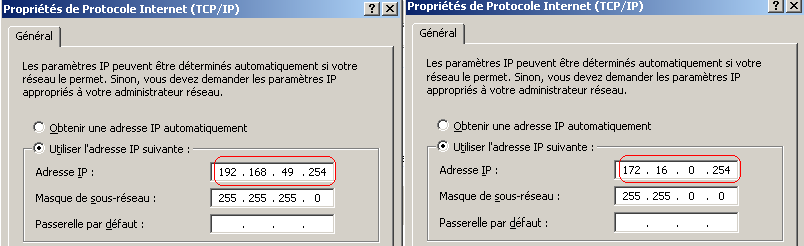 Propriétés de Protocole Internet (TCP/IP)
Général
Les paramètres IP peuvent être déterminés automatiquement si votre
réseau le permet. Sinon, vous devez demander les paramètres IP
appropriés à votre administrateur réseau.
Obtenir une adresse IP automatiquement
Utiliser l'adresse IP suivante :
Adresse IP : 192 . 168 . 49 . 254
Masque de sous-réseau : 255 . 255 . 255 . 0
Passerelle par défaut : . . .
Propriétés de Protocole Internet (TCP/IP)
Général
Les paramètres IP peuvent être déterminés automatiquement si votre
réseau le permet. Sinon, vous devez demander les paramètres IP
appropriés à votre administrateur réseau.
Obtenir une adresse IP automatiquement
Utiliser l'adresse IP suivante :
Adresse IP : 172 . 16 . 0 . 254
Masque de sous-réseau : 255 . 255 . 0 . 0
Passerelle par défaut : . . .